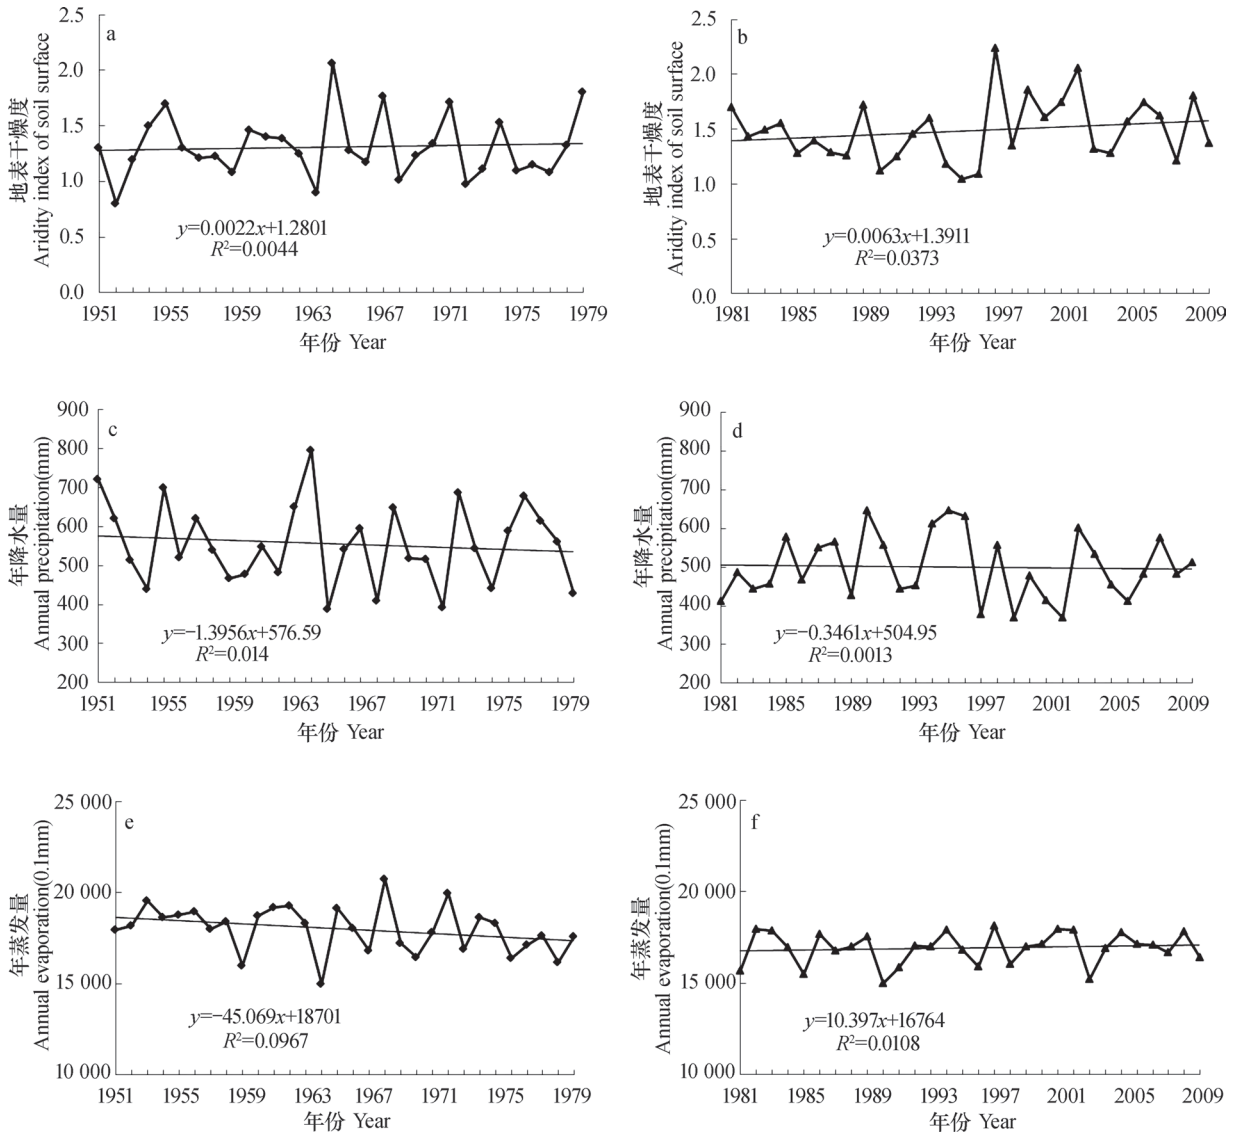 a
地表干燥度
Aridity index of soil surface
2.5
2.0
1.5
1.0
0.5
0.0
y=0.0022x+1.2801
R²=0.0044
1951 1955 1959 1963 1967 1971 1975 1979
年份 Year
b
地表干燥度
Aridity index of soil surface
2.5
2.0
1.5
1.0
0.5
0.0
y=0.0063x+1.3911
R²=0.0373
1981 1985 1989 1993 1997 2001 2005 2009
年份 Year
c
年降水量
Annual precipitation(mm)
900
800
700
600
500
400
300
200
y=−1.3956x+576.59
R²=0.014
1951 1955 1959 1963 1967 1971 1975 1979
年份 Year
d
年降水量
Annual precipitation(mm)
900
800
700
600
500
400
300
200
y=−0.3461x+504.95
R²=0.0013
1981 1985 1989 1993 1997 2001 2005 2009
年份 Year
e
年蒸发量
Annual evaporation(0.1mm)
25 000
20 000
15 000
10 000
y=−45.069x+18701
R²=0.0967
1951 1955 1959 1963 1967 1971 1975 1979
年份 Year
f
年蒸发量
Annual evaporation(0.1mm)
25 000
20 000
15 000
10 000
y=10.397x+16764
R²=0.0108
1981 1985 1989 1993 1997 2001 2005 2009
年份 Year